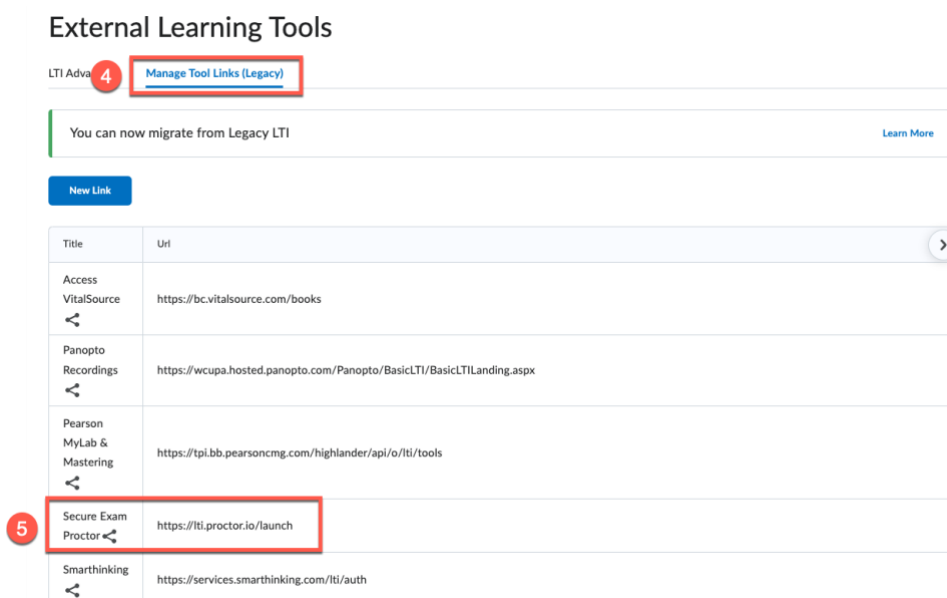 External Learning Tools
LTI Adva
4
Manage Tool Links (Legacy)
You can now migrate from Legacy LTI
Learn More
New Link
Title
Url
Access
VitalSource
https://bc.vitalsource.com/books
Panopto
Recordings
https://wcupa.hosted.panopto.com/Panopto/BasicLTI/BasicLTILanding.aspx
Pearson
MyLab &
Mastering
https://tpi.bb.pearsoncmg.com/highlander/api/o/lti/tools
5
Secure Exam
Proctor
https://lti.proctor.io/launch
Smarthinking
https://services.smarthinking.com/lti/auth